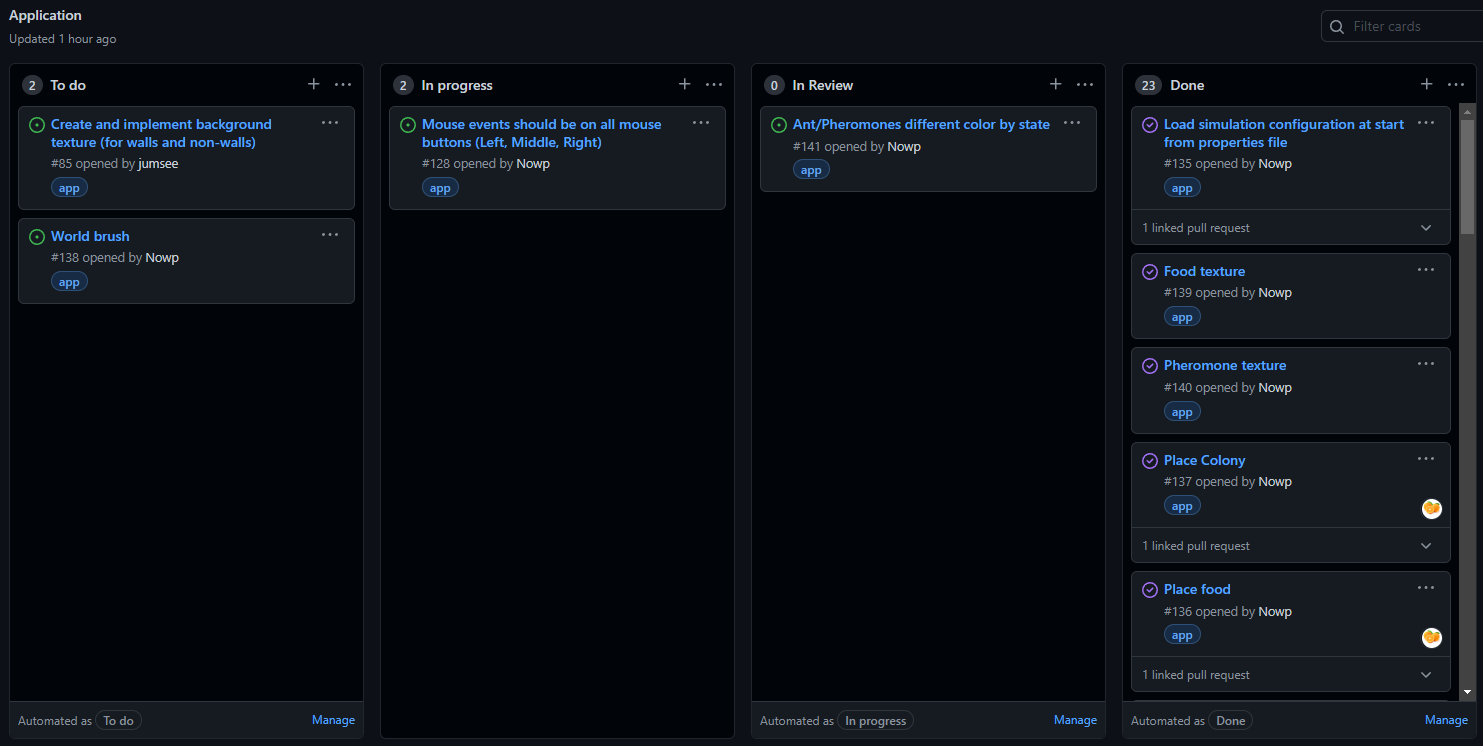 Application
Updated 1 hour ago
Filter cards
2 To do
Create and implement background
texture (for walls and non-walls)
#85 opened by jumsee
app
World brush
#138 opened by Nowp
app
Automated as To do
Manage
2 In progress
Mouse events should be on all mouse
buttons (Left, Middle, Right)
#128 opened by Nowp
app
0 In Review
Ant/Pheromones different color by state
#141 opened by Nowp
app
Automated as In progress
Manage
23 Done
Load simulation configuration at start
from properties file
#135 opened by Nowp
app
1 linked pull request
Food texture
#139 opened by Nowp
app
Pheromone texture
#140 opened by Nowp
app
Place Colony
#137 opened by Nowp
app
1 linked pull request
Place food
#136 opened by Nowp
app
1 linked pull request
Automated as Done
Manage